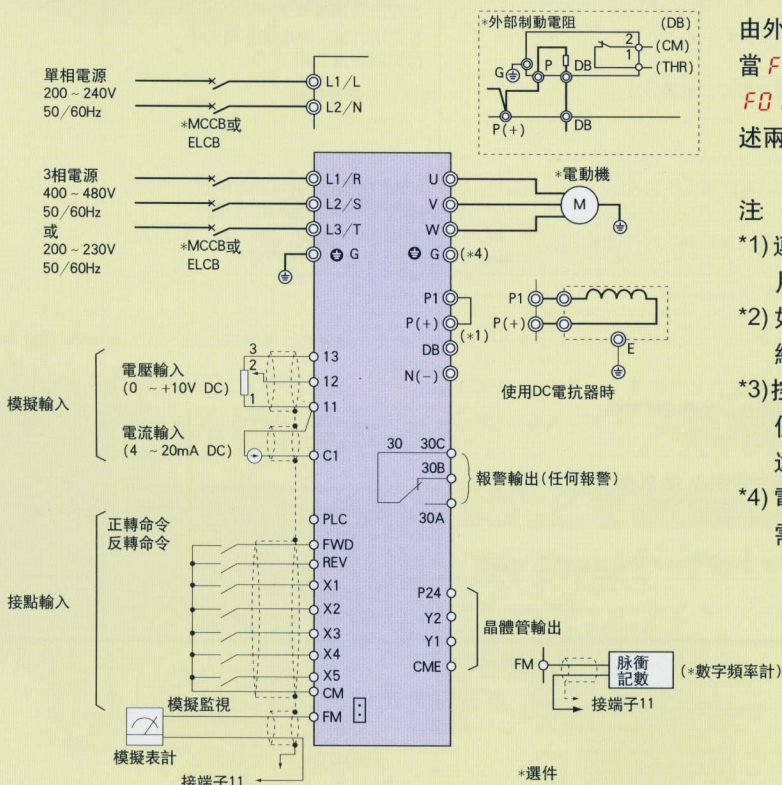 *外部制動電阻
(DB)
G
P
DB
2
1
(CM)
(THR)
P(+)
DB
單相電源
200~240V
50/60Hz
*MCCB或
ELCB
L1/L
L2/N
3相電源
400~480V
50/60Hz
或
200~230V
50/60Hz
*MCCB或
ELCB
L1/R
L2/S
L3/T
G
U
V
W
G(*4)
*電動機
M
P1
P(+)
(*1)
DB
N(-)
P1
P(+)
E
使用DC電抗器時
模擬輸入
電壓輸入
(0 ~+10V DC)
3
2
1
13
12
11
電流輸入
(4 ~20mA DC)
C1
30
30C
30B
30A
報警輸出(任何報警)
接點輸入
正轉命令
反轉命令
PLC
FWD
REV
X1
X2
X3
X4
X5
CM
P24
Y2
Y1
CME
晶體管輸出
模擬監視
FM
模擬表計
接端子11
FM
脉衝
記數
(*數字頻率計)
接端子11
*選件
由外
當F
F0
述兩
注
*1)
*2)
*3)
*4)